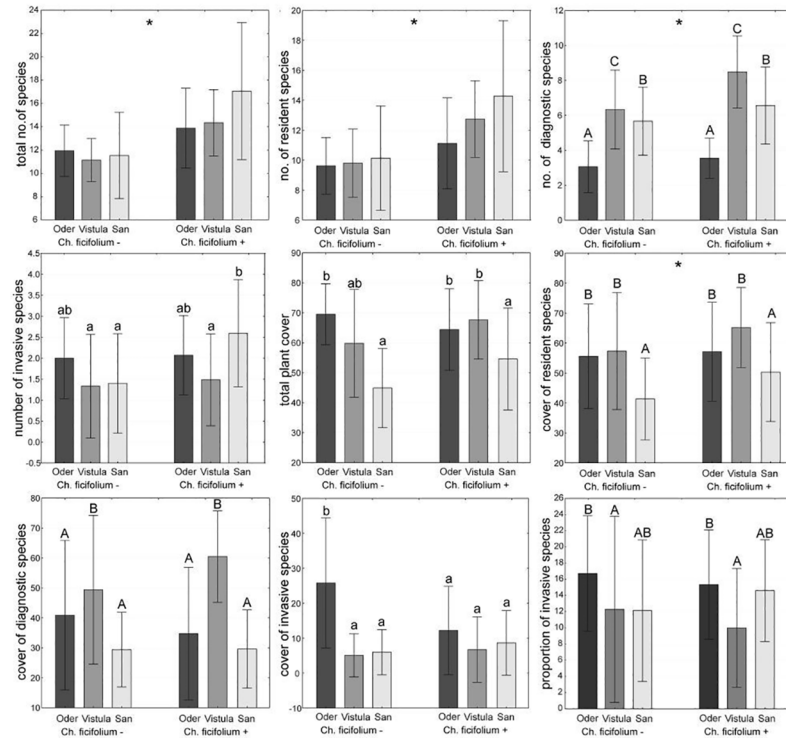 total no.of species
24
22
20
18
16
14
12
10
8
6
*
Oder Vistula San Oder Vistula San
Ch. ficifolium - Ch. ficifolium +
no. of resident species
20
18
16
14
12
10
8
6
*
Oder Vistula San Oder Vistula San
Ch. ficifolium - Ch. ficifolium +
no. of diagnostic species
12
10
8
6
4
2
0
*
A C B A C B
Oder Vistula San Oder Vistula San
Ch. ficifolium - Ch. ficifolium +
number of invasive species
4.5
4.0
3.5
3.0
2.5
2.0
1.5
1.0
0.5
0.0
-0.5
ab a a ab a b
Oder Vistula San Oder Vistula San
Ch. ficifolium - Ch. ficifolium +
total plant cover
90
80
70
60
50
40
30
20
b ab a b b a
Oder Vistula San Oder Vistula San
Ch. ficifolium - Ch. ficifolium +
cover of resident species
90
80
70
60
50
40
30
20
*
B B A B B A
Oder Vistula San Oder Vistula San
Ch. ficifolium - Ch. ficifolium +
cover of diagnostic species
80
70
60
50
40
30
20
10
A B A A B A
Oder Vistula San Oder Vistula San
Ch. ficifolium - Ch. ficifolium +
cover of invasive species
50
40
30
20
10
0
-10
b a a a a a
Oder Vistula San Oder Vistula San
Ch. ficifolium - Ch. ficifolium +
proportion of invasive species
26
24
22
20
18
16
14
12
10
8
6
4
2
0
B A AB B A AB
Oder Vistula San Oder Vistula San
Ch. ficifolium - Ch. ficifolium +